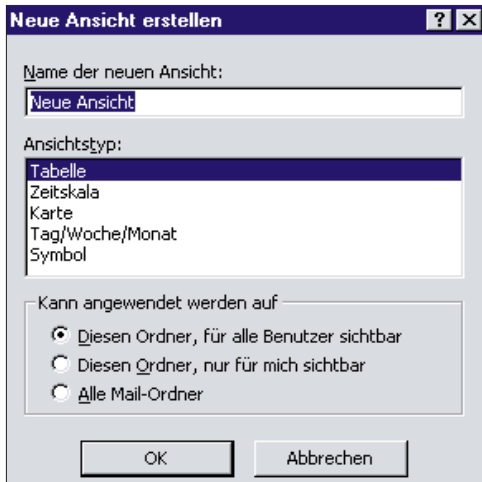 Neue Ansicht erstellen
Name der neuen Ansicht:
Neue Ansicht
Ansichtstyp:
Tabelle
Zeitskala
Karte
Tag/Woche/Monat
Symbol
Kann angewendet werden auf
Diesen Ordner, für alle Benutzer sichtbar
Diesen Ordner, nur für mich sichtbar
Alle Mail-Ordner
OK Abbrechen